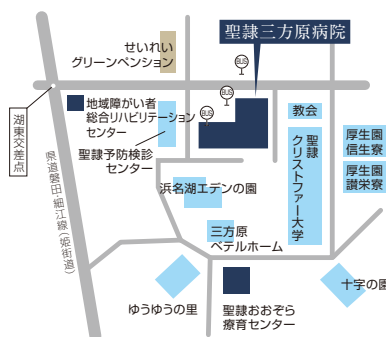 聖隷三方原病院
せいれい
グリーンペンション
BUS
BUS
BUS
湖東交差点
地域障がい者
総合リハビリテーション
センター
聖隷予防検診
センター
教会
聖隷
クリストファー大学
厚生園
信生寮
厚生園
讃栄寮
浜名湖エデンの園
三方原
ベテルホーム
県道磐田・細江線(姫街道)
ゆうゆうの里
聖隷おおぞら
療育センター
十字の園